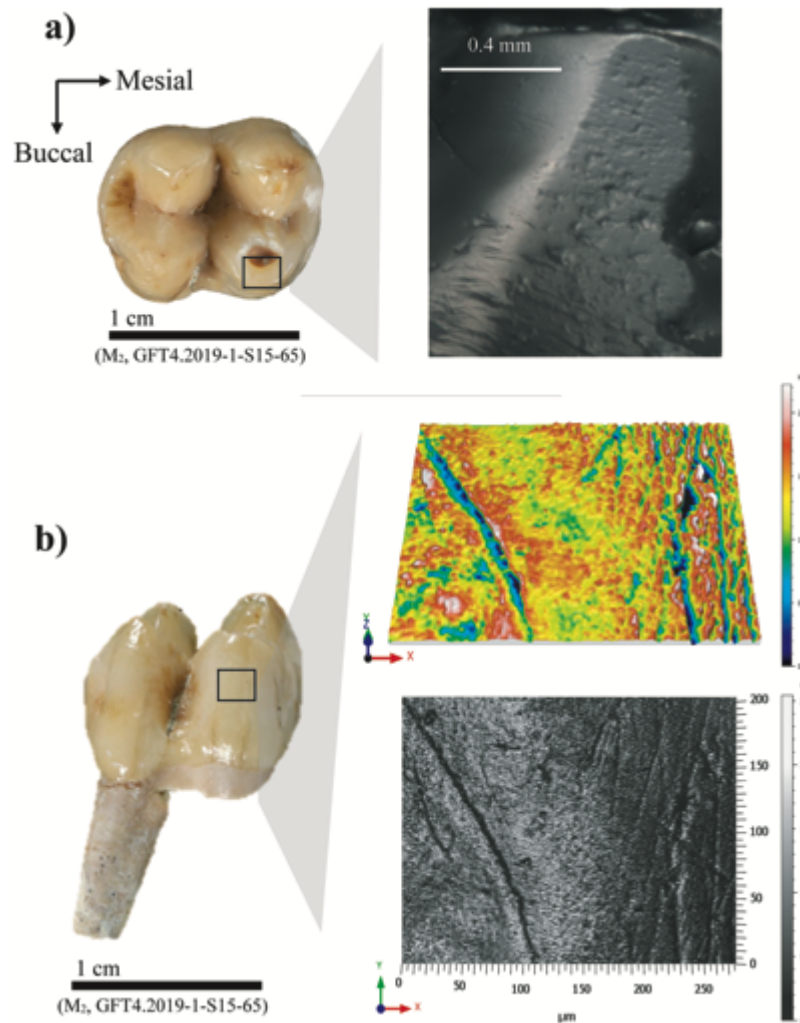 a)
Mesial
Buccal
0.4 mm
1 cm
(M₂, GFT4.2019-1-S15-65)
b)
X
200
150
100
50
0
0 50 100 150 200 250
Y
X
µm
1 cm
(M₂, GFT4.2019-1-S15-65)